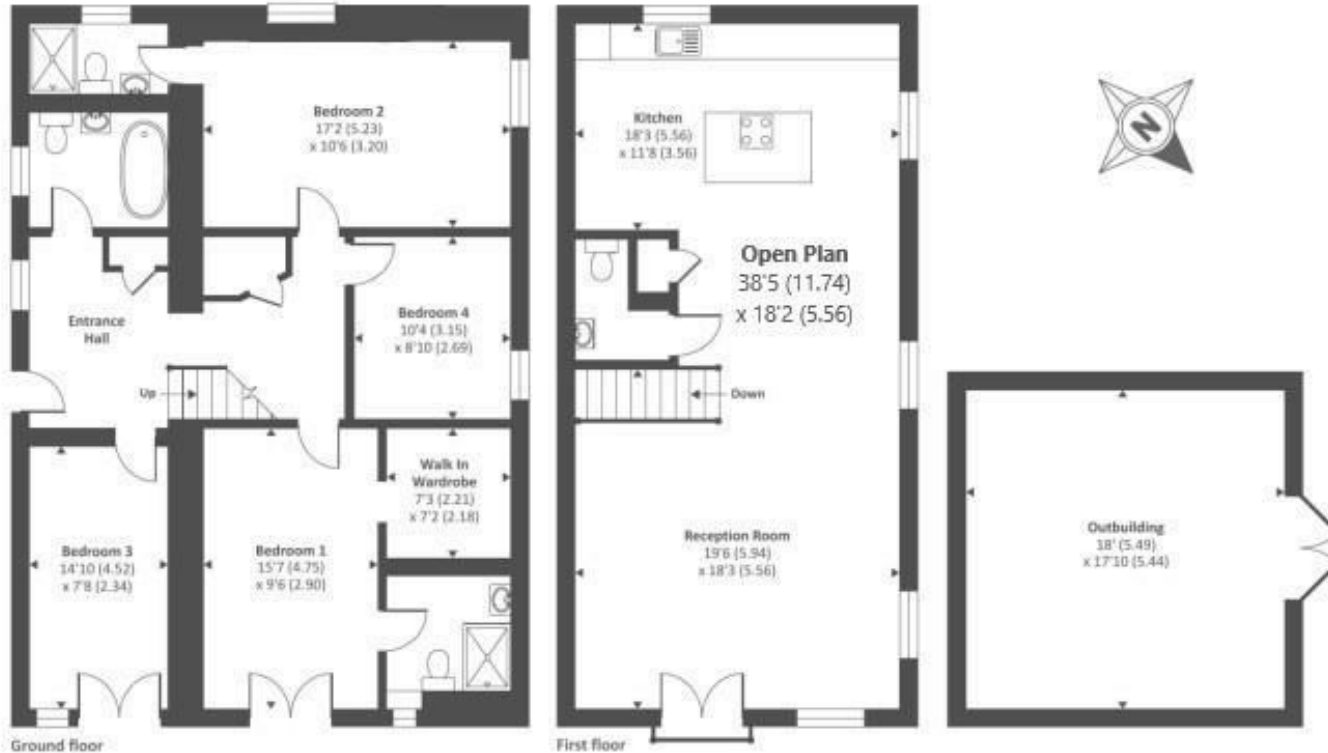 Bedroom 2
17'2 (5.23)
x 10'6 (3.20)
Entrance
Hall
Bedroom 4
10'4 (3.15)
x 8'10 (2.69)
Up
Walk In
Wardrobe
7'3 (2.21)
x 7'2 (2.18)
Bedroom 3
14'10 (4.52)
x 7'8 (2.34)
Bedroom 1
15'7 (4.75)
x 9'6 (2.90)
Ground floor
Kitchen
18'3 (5.56)
x 11'8 (3.56)
Open Plan
38'5 (11.74)
x 18'2 (5.56)
Down
Reception Room
19'6 (5.94)
x 18'3 (5.56)
First floor
N
Outbuilding
18' (5.49)
x 17'10 (5.44)